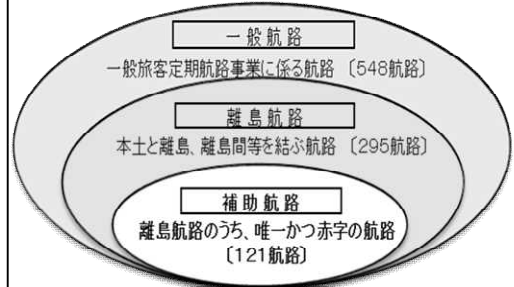 一般航路
一般旅客定期航路事業に係る航路 〔548航路〕
離島航路
本土と離島、離島間等を結ぶ航路 〔295航路〕
補助航路
離島航路のうち、唯一かつ赤字の航路
〔121航路〕